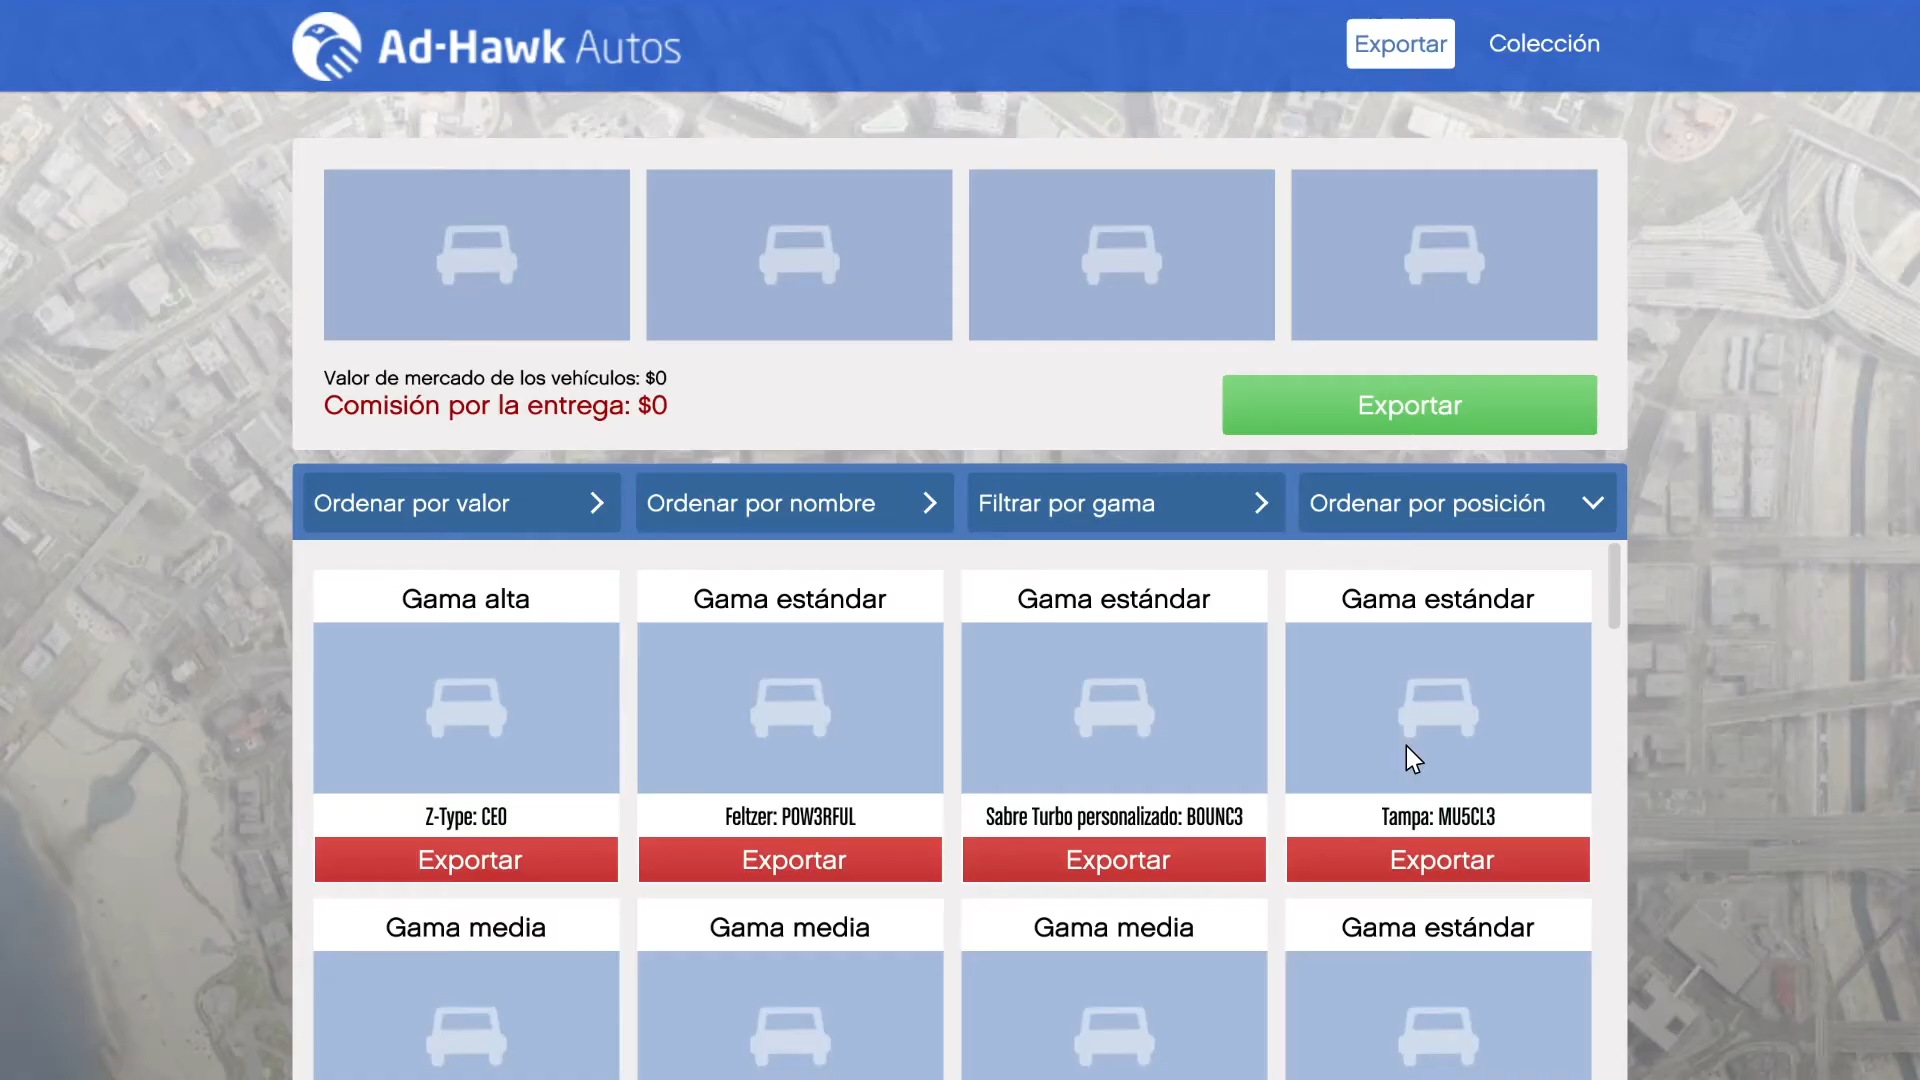 Ad-Hawk Autos
Exportar
Colección
Valor de mercado de los vehículos: $0
Comisión por la entrega: $0
Exportar
Ordenar por valor
Ordenar por nombre
Filtrar por gama
Ordenar por posición
Gama alta
Gama estándar
Gama estándar
Gama estándar
Z-Type: CE0
Feltzer: P0W3RFUL
Sabre Turbo personalizado: B0UNC3
Tampa: MU5CL3
Exportar
Exportar
Exportar
Exportar
Gama media
Gama media
Gama media
Gama estándar